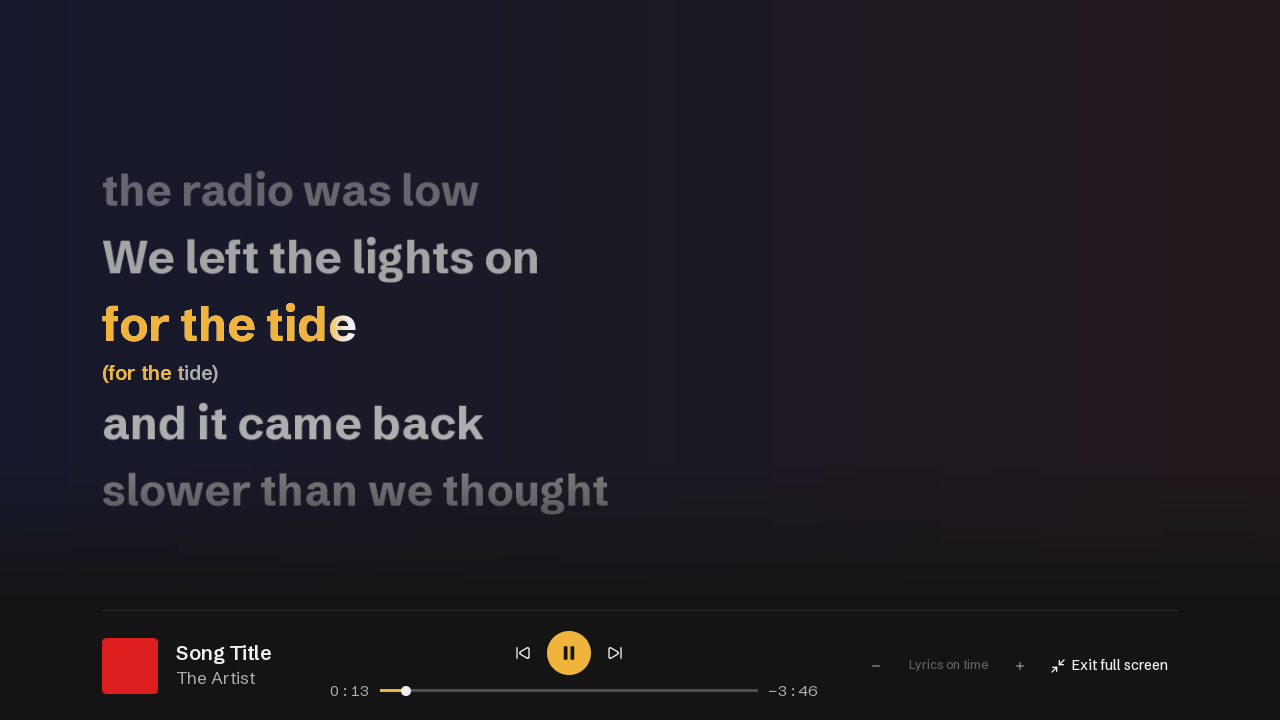 the radio was low
We left the lights on
for the tide
(for the tide)
and it came back
slower than we thought
Song Title
The Artist
0:13
−3:46
− Lyrics on time +
Exit full screen